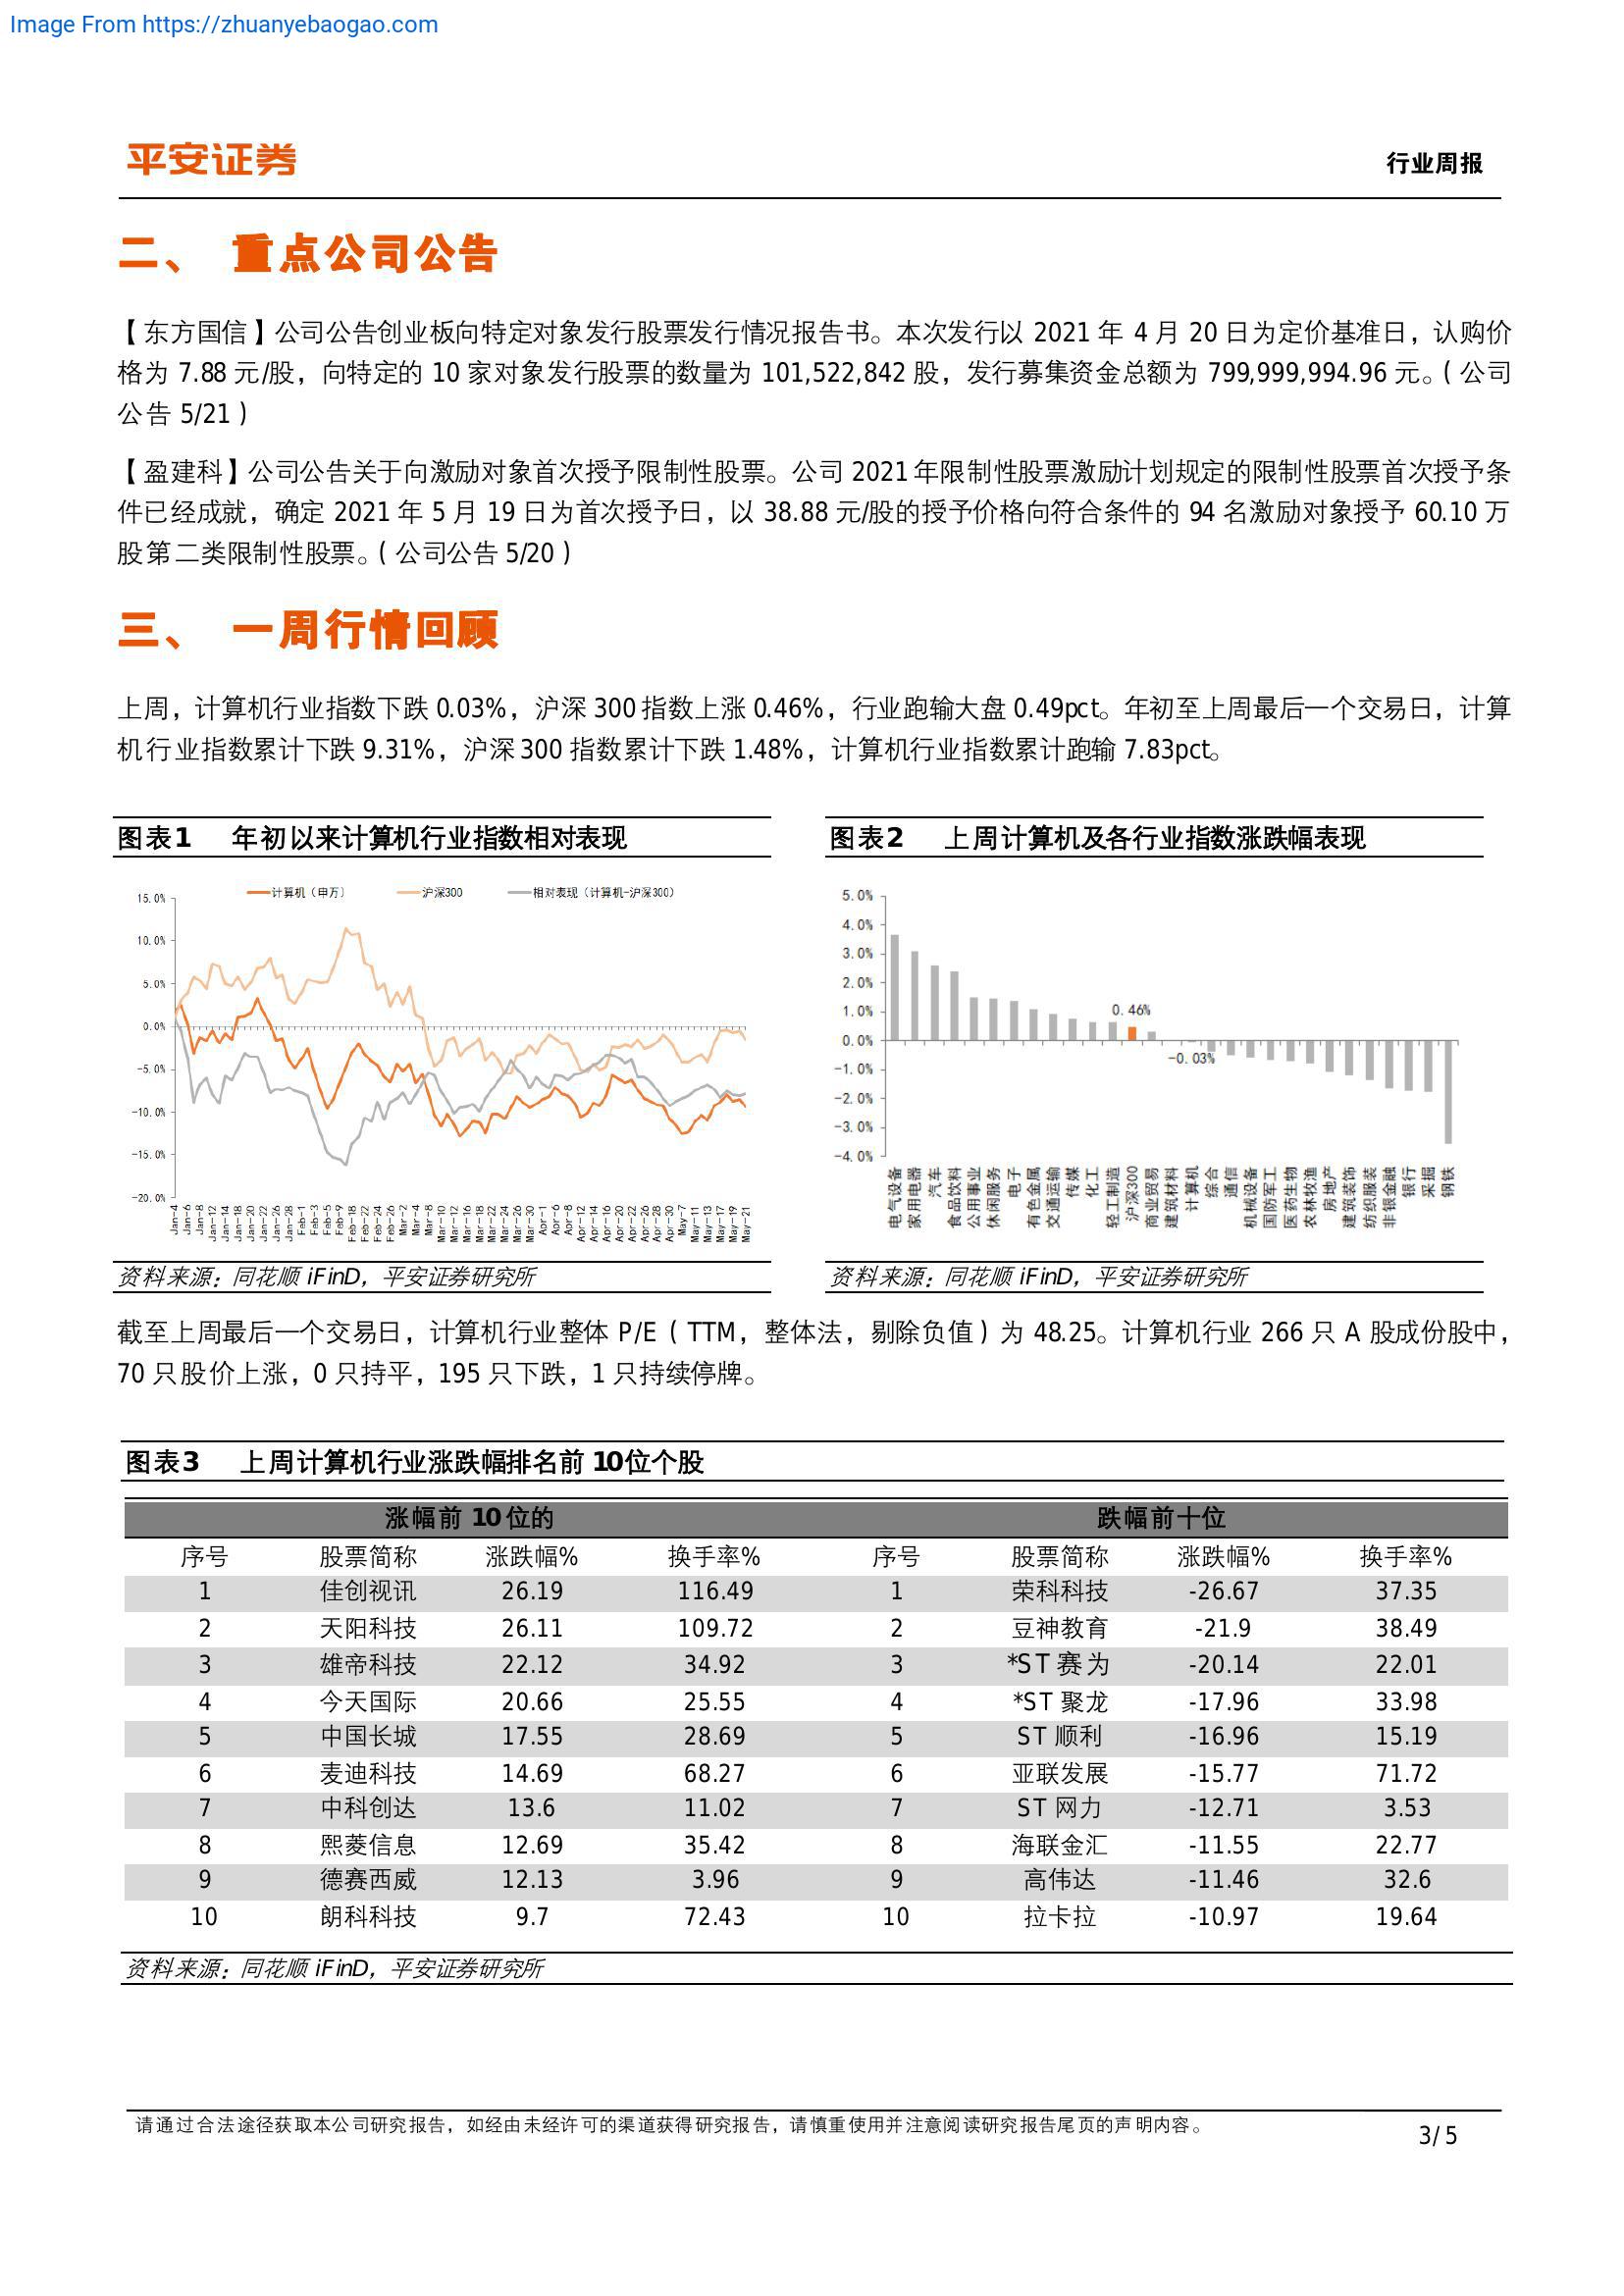 Image From https://zhuanyebaogao.com
平安证券
行业周报
二、 重点公司公告
【东方国信】公司公告创业板向特定对象发行股票发行情况报告书。本次发行以 2021 年 4 月 20 日为定价基准日，认购价
格为 7.88 元/股，向特定的 10 家对象发行股票的数量为 101,522,842 股，发行募集资金总额为 799,999,994.96 元。(公司
公告 5/21)
【盈建科】公司公告关于向激励对象首次授予限制性股票。公司 2021 年限制性股票激励计划规定的限制性股票首次授予条
件已经成就，确定 2021 年 5 月 19 日为首次授予日，以 38.88 元/股的授予价格向符合条件的 94 名激励对象授予 60.10 万
股第二类限制性股票。(公司公告 5/20)
三、 一周行情回顾
上周，计算机行业指数下跌 0.03%，沪深 300 指数上涨 0.46%，行业跑输大盘 0.49pct。年初至上周最后一个交易日，计算
机行业指数累计下跌 9.31%，沪深 300 指数累计下跌 1.48%，计算机行业指数累计跑输 7.83pct。
图表1 年初以来计算机行业指数相对表现
计算机（申万） 沪深300 相对表现（计算机-沪深300）
15.0%
10.0%
5.0%
0.0%
-5.0%
-10.0%
-15.0%
-20.0%
Jan-4 Jan-6 Jan-8 Jan-12 Jan-14 Jan-18 Jan-20 Jan-22 Jan-26 Jan-28 Feb-1 Feb-3 Feb-5 Feb-9 Feb-18 Feb-22 Feb-24 Feb-26 Mar-2 Mar-4 Mar-8 Mar-10 Mar-12 Mar-16 Mar-18 Mar-22 Mar-24 Mar-26 Mar-30 Apr-1 Apr-6 Apr-8 Apr-12 Apr-14 Apr-16 Apr-20 Apr-22 Apr-26 Apr-28 Apr-30 May-7 May-11 May-13 May-17 May-19 May-21
资料来源：同花顺 iFinD，平安证券研究所
图表2 上周计算机及各行业指数涨跌幅表现
5.0%
4.0%
3.0%
2.0%
1.0%
0.0%
-1.0%
-2.0%
-3.0%
-4.0%
0.46%
-0.03%
电气设备 家用电器 汽车 食品饮料 公用事业 休闲服务 电子 有色金属 交通运输 传媒 化工 轻工制造 沪深300 商业贸易 建筑材料 计算机 综合 通信 机械设备 国防军工 医药生物 农林牧渔 房地产 建筑装饰 纺织服装 非银金融 银行 采掘 钢铁
资料来源：同花顺 iFinD，平安证券研究所
截至上周最后一个交易日，计算机行业整体 P/E（TTM，整体法，剔除负值）为 48.25。计算机行业 266 只 A 股成份股中，
70 只股价上涨，0 只持平，195 只下跌，1 只持续停牌。
图表3 上周计算机行业涨跌幅排名前 10位个股
涨幅前 10 位的 跌幅前十位
序号 股票简称 涨跌幅% 换手率% 序号 股票简称 涨跌幅% 换手率%
1 佳创视讯 26.19 116.49 1 荣科科技 -26.67 37.35
2 天阳科技 26.11 109.72 2 豆神教育 -21.9 38.49
3 雄帝科技 22.12 34.92 3 *ST 赛为 -20.14 22.01
4 今天国际 20.66 25.55 4 *ST 聚龙 -17.96 33.98
5 中国长城 17.55 28.69 5 ST 顺利 -16.96 15.19
6 麦迪科技 14.69 68.27 6 亚联发展 -15.77 71.72
7 中科创达 13.6 11.02 7 ST 网力 -12.71 3.53
8 熙菱信息 12.69 35.42 8 海联金汇 -11.55 22.77
9 德赛西威 12.13 3.96 9 高伟达 -11.46 32.6
10 朗科科技 9.7 72.43 10 拉卡拉 -10.97 19.64
资料来源：同花顺 iFinD，平安证券研究所
请通过合法途径获取本公司研究报告，如经由未经许可的渠道获得研究报告，请慎重使用并注意阅读研究报告尾页的声明内容。
3/5